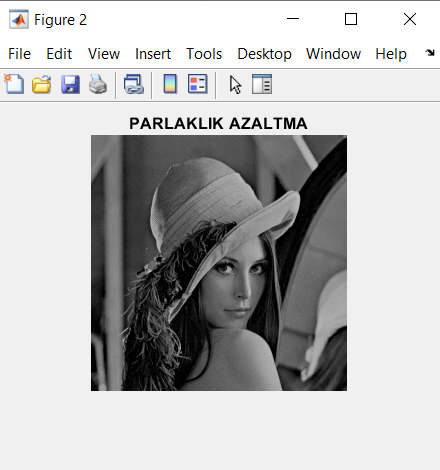 Figure 2
File Edit View Insert Tools Desktop Window Help
PARLAKLIK AZALTMA